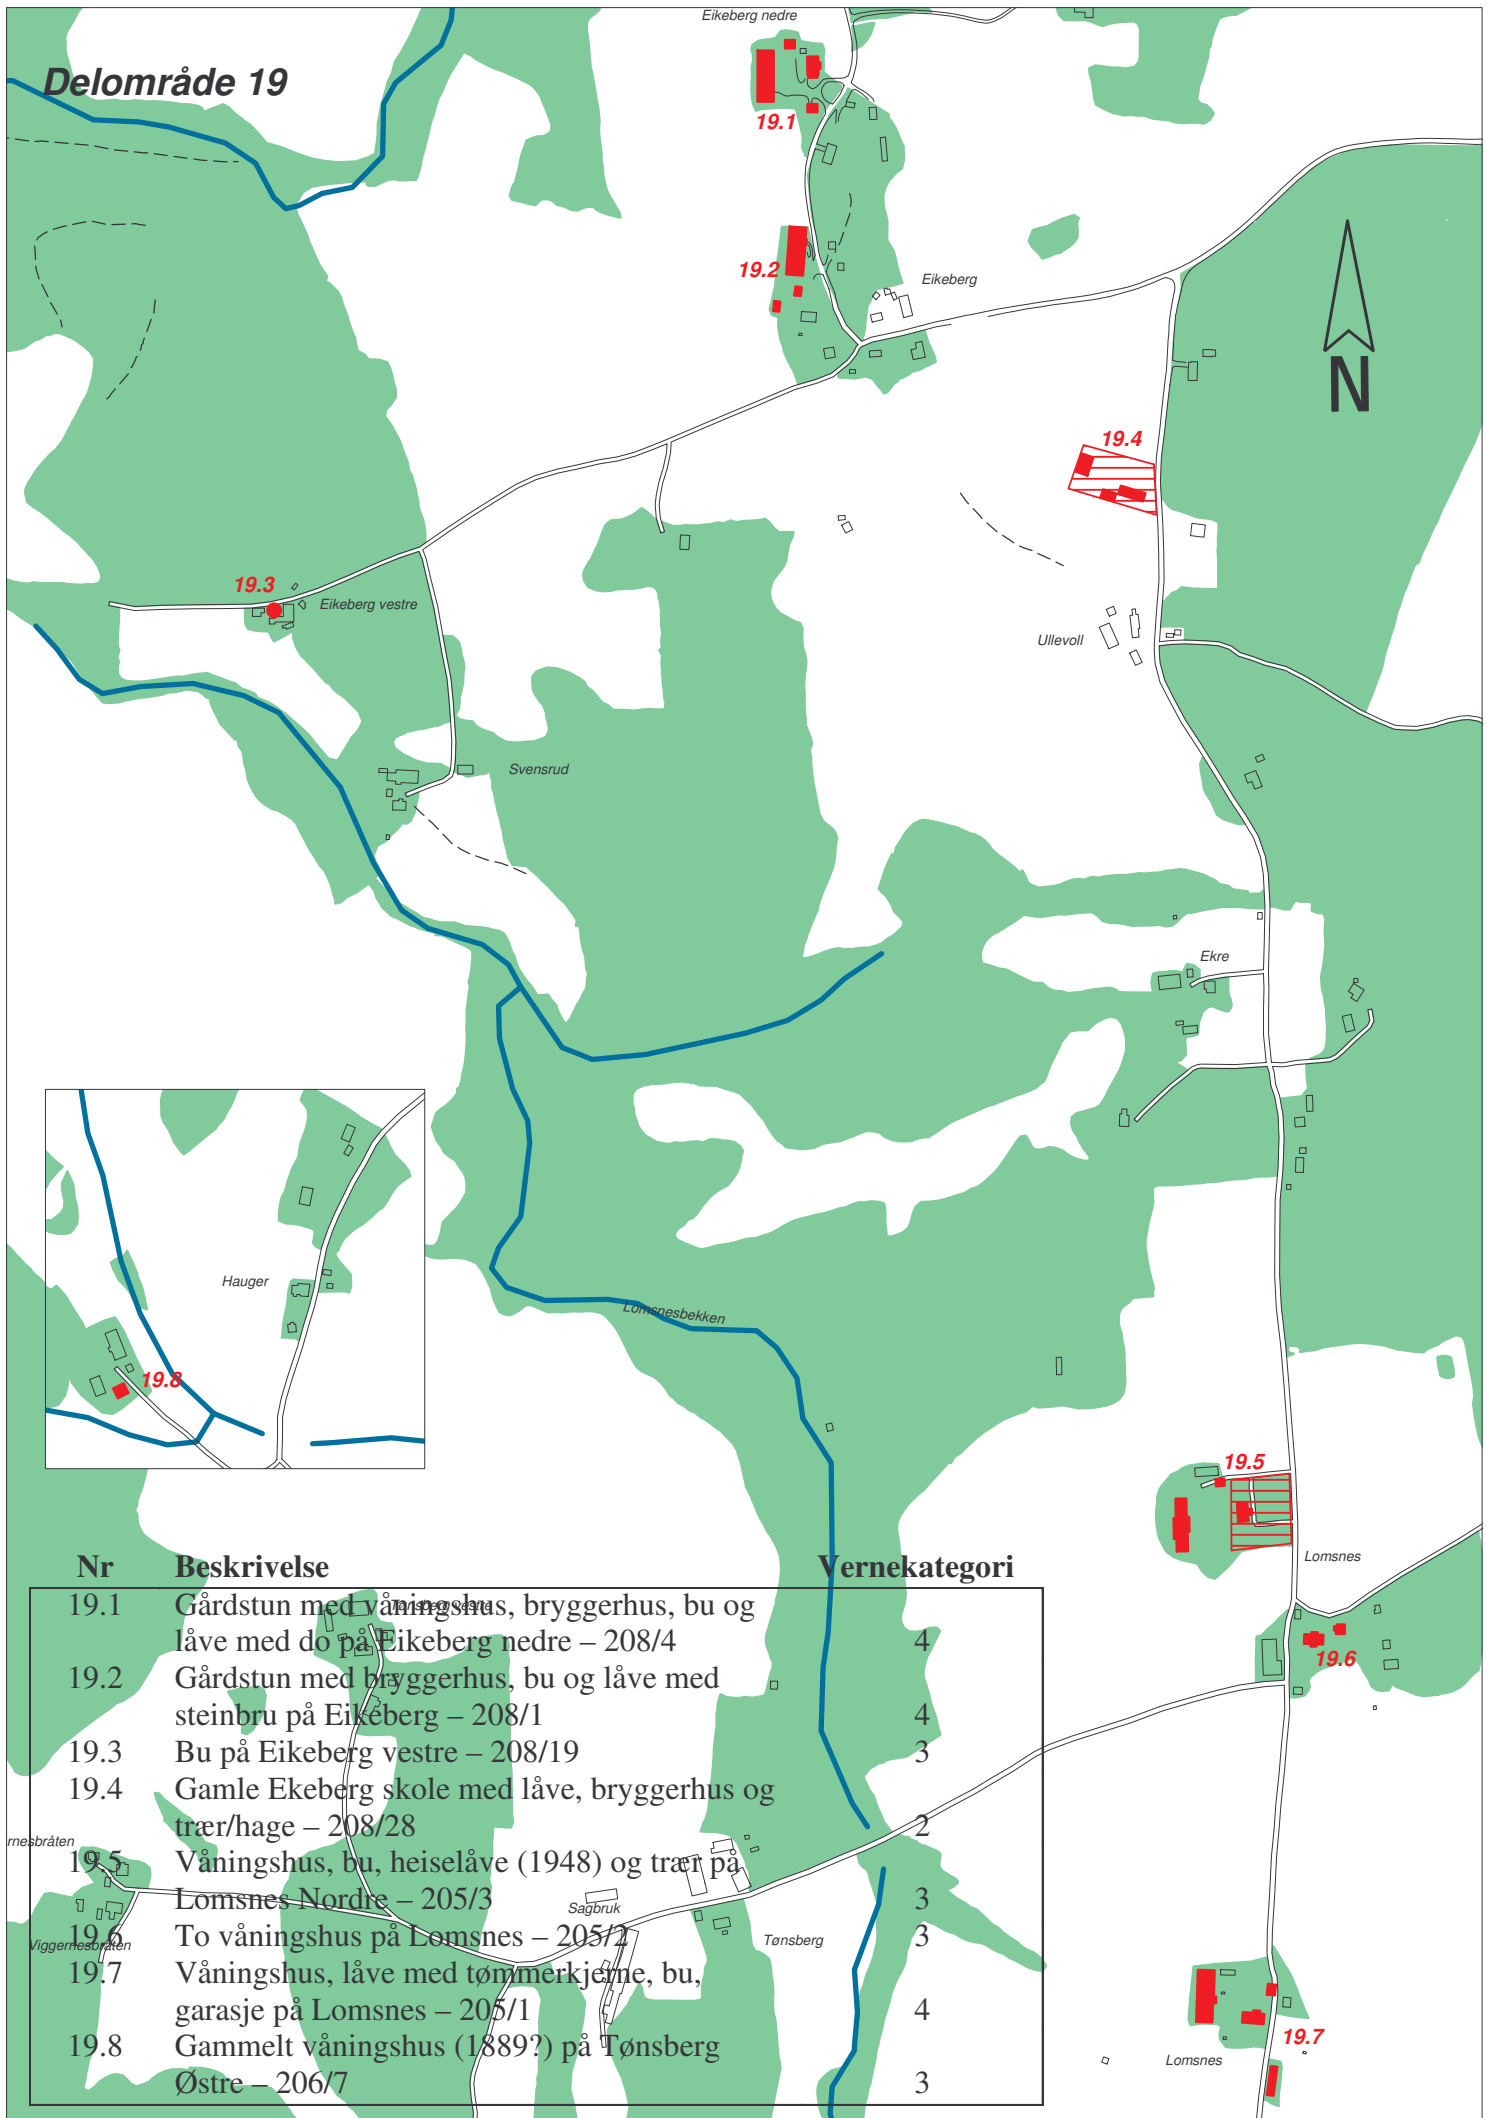 Eikeberg nedre
Delområde 19
19.1
19.2
Eikeberg
N
19.4
19.3
Eikeberg vestre
Ullevoll
Svensrud
Ekre
Hauger
Lomsnesbekken
19.8
19.5
Lomsnes
19.6
Nr Beskrivelse Vernekategori
Tønsberg vestre
19.1 Gårdstun med våningshus, bryggerhus, bu og
låve med do på Eikeberg nedre – 208/4 4
19.2 Gårdstun med bryggerhus, bu og låve med
steinbru på Eikeberg – 208/1 4
19.3 Bu på Eikeberg vestre – 208/19 3
19.4 Gamle Ekeberg skole med låve, bryggerhus og
trær/hage – 208/28 2
rnesbråten
19.5 Våningshus, bu, heiselåve (1948) og trær på
Lomsnes Nordre – 205/3 3
Sagbruk
19.6 To våningshus på Lomsnes – 205/2 3
Viggernesbråten
Tønsberg
19.7 Våningshus, låve med tømmerkjerne, bu,
garasje på Lomsnes – 205/1 4
19.8 Gammelt våningshus (1889?) på Tønsberg
Østre – 206/7 3
19.7
Lomsnes